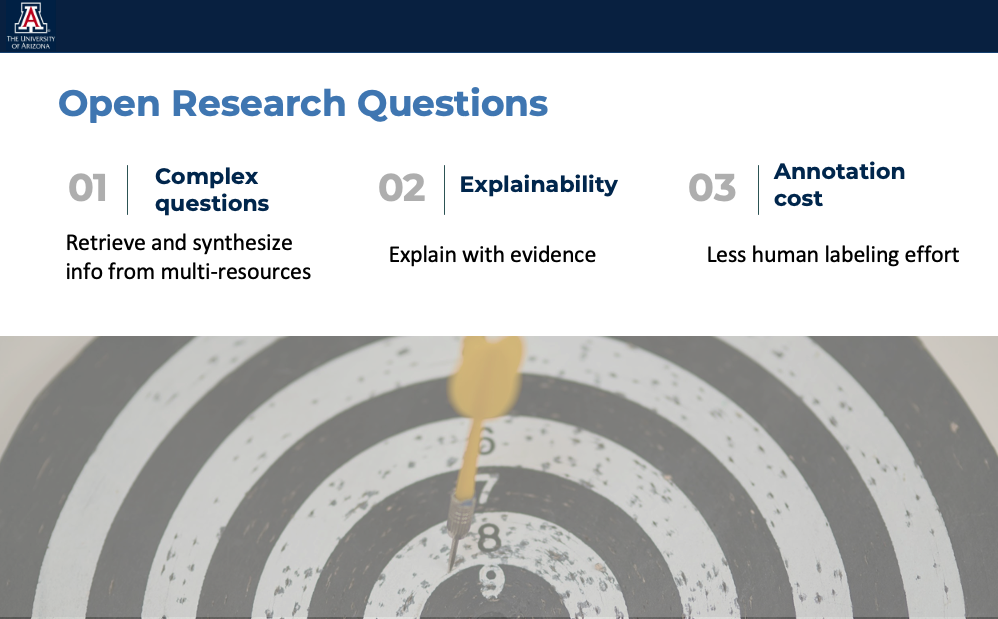 THE UNIVERSITY
OF ARIZONA
Open Research Questions
01
Complex
questions
Retrieve and synthesize
info from multi-resources
02
Explainability
Explain with evidence
03
Annotation
cost
Less human labeling effort
6
7
8
9